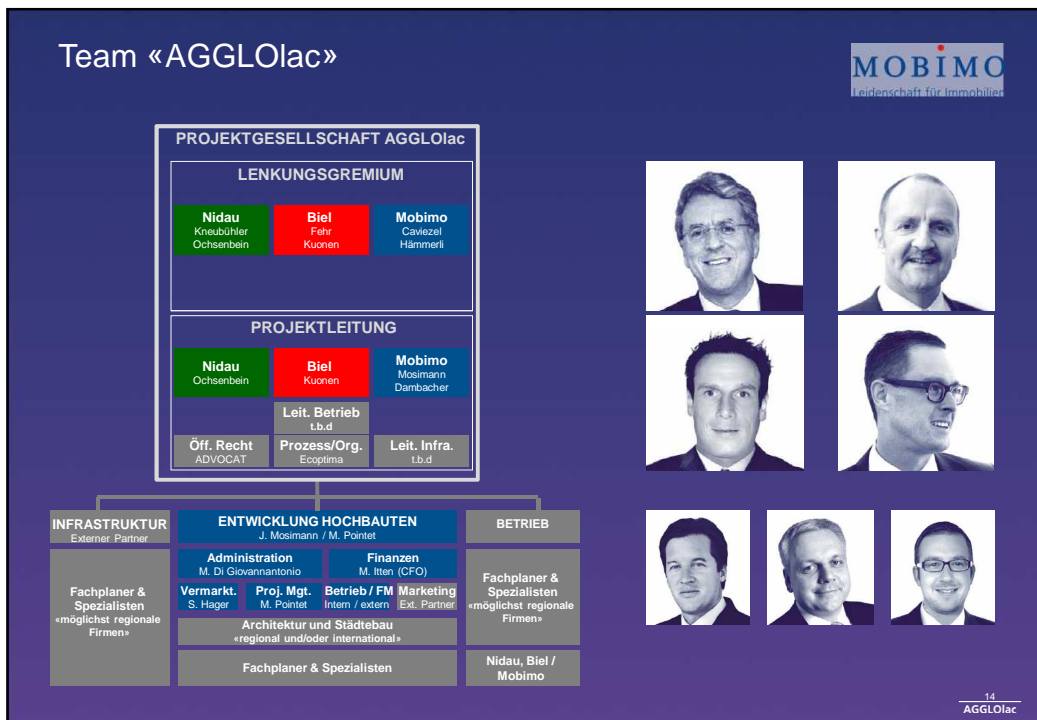 Team «AGGLOlac»
MOBIMO
Leidenschaft für Immobilien
PROJEKTGESELLSCHAFT AGGLOlac
LENKUNGSGREMIUM
Nidau
Kneubühler
Ochsenbein
Biel
Fehr
Kuonen
Mobimo
Caviezel
Hämmerli
PROJEKTLEITUNG
Nidau
Ochsenbein
Biel
Kuonen
Mobimo
Mosimann
Dambacher
Leit. Betrieb
t.b.d
Öff. Recht
ADVOCAT
Prozess/Org.
Ecoptima
Leit. Infra.
t.b.d
INFRASTRUKTUR
Externer Partner
Fachplaner &
Spezialisten
«möglichst regionale
Firmen»
ENTWICKLUNG HOCHBAUTEN
J. Mosimann / M. Pointet
Administration
M. Di Giovannantonio
Finanzen
M. Itten (CFO)
Vermarkt.
S. Hager
Proj. Mgt.
M. Pointet
Betrieb / FM
Intern / extern
Marketing
Ext. Partner
Architektur und Städtebau
«regional und/oder international»
Fachplaner & Spezialisten
BETRIEB
Fachplaner &
Spezialisten
«möglichst regionale
Firmen»
Nidau, Biel /
Mobimo
14
AGGLOlac